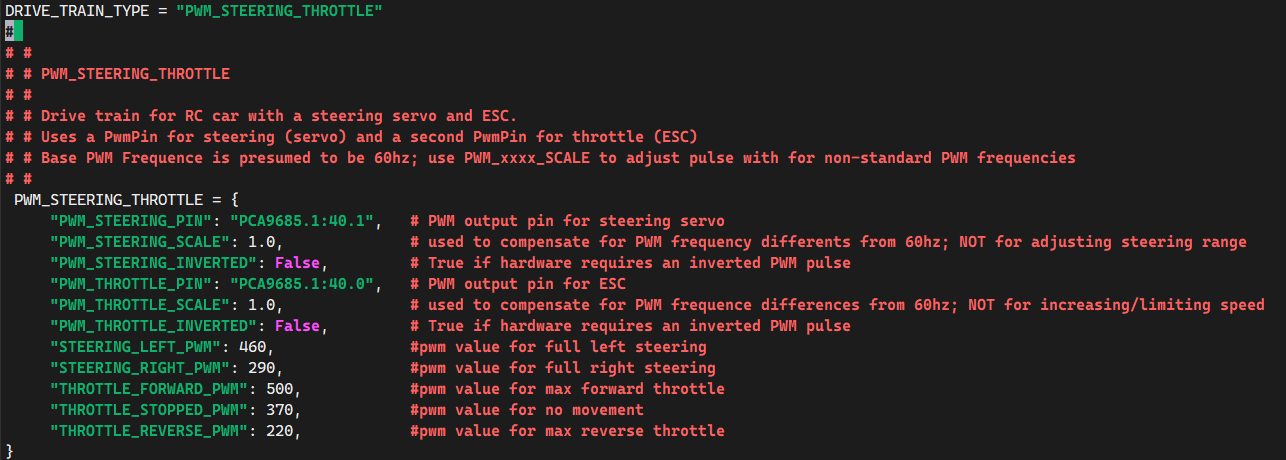 DRIVE_TRAIN_TYPE = "PWM_STEERING_THROTTLE"
#
# #
# # PWM_STEERING_THROTTLE
# #
# # Drive train for RC car with a steering servo and ESC.
# # Uses a PwmPin for steering (servo) and a second PwmPin for throttle (ESC)
# # Base PWM Frequence is presumed to be 60hz; use PWM_xxxx_SCALE to adjust pulse with for non-standard PWM frequencies
# #
 PWM_STEERING_THROTTLE = {
     "PWM_STEERING_PIN": "PCA9685.1:40.1",   # PWM output pin for steering servo
     "PWM_STEERING_SCALE": 1.0,              # used to compensate for PWM frequency differents from 60hz; NOT for adjusting steering range
     "PWM_STEERING_INVERTED": False,         # True if hardware requires an inverted PWM pulse
     "PWM_THROTTLE_PIN": "PCA9685.1:40.0",   # PWM output pin for ESC
     "PWM_THROTTLE_SCALE": 1.0,              # used to compensate for PWM frequence differences from 60hz; NOT for increasing/limiting speed
     "PWM_THROTTLE_INVERTED": False,         # True if hardware requires an inverted PWM pulse
     "STEERING_LEFT_PWM": 460,               #pwm value for full left steering
     "STEERING_RIGHT_PWM": 290,              #pwm value for full right steering
     "THROTTLE_FORWARD_PWM": 500,            #pwm value for max forward throttle
     "THROTTLE_STOPPED_PWM": 370,            #pwm value for no movement
     "THROTTLE_REVERSE_PWM": 220,            #pwm value for max reverse throttle
}